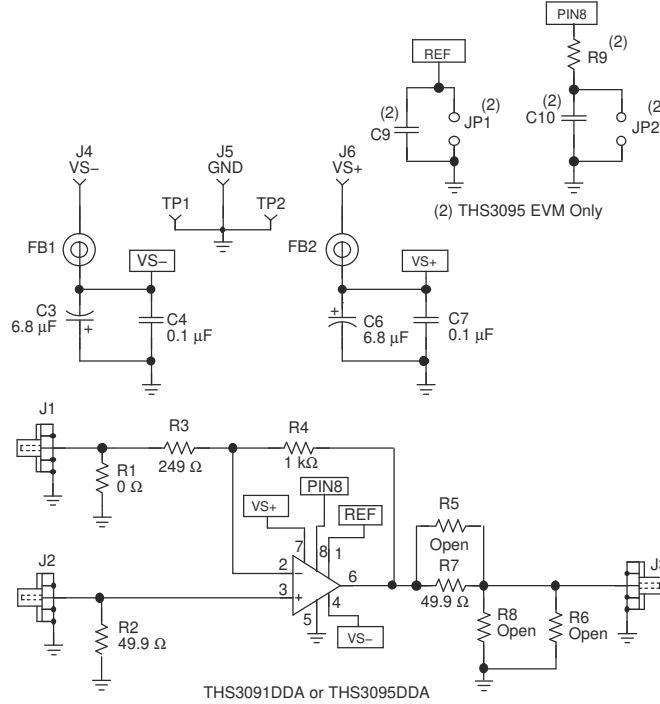 PIN8
R9
(2)
REF
(2)
C9
(2)
JP1
(2)
C10
(2)
JP2
(2) THS3095 EVM Only
J4
VS−
J5
GND
J6
VS+
TP1
TP2
FB1
VS−
FB2
VS+
C3
6.8 µF
+
C4
0.1 µF
+
C6
6.8 µF
C7
0.1 µF
J1
R3
249 Ω
R4
1 kΩ
R1
0 Ω
VS+
PIN8
REF
7
8
1
2
−
3
+
6
5
4
VS−
J2
R2
49.9 Ω
R5
Open
R7
49.9 Ω
R8
Open
R6
Open
THS3091DDA or THS3095DDA